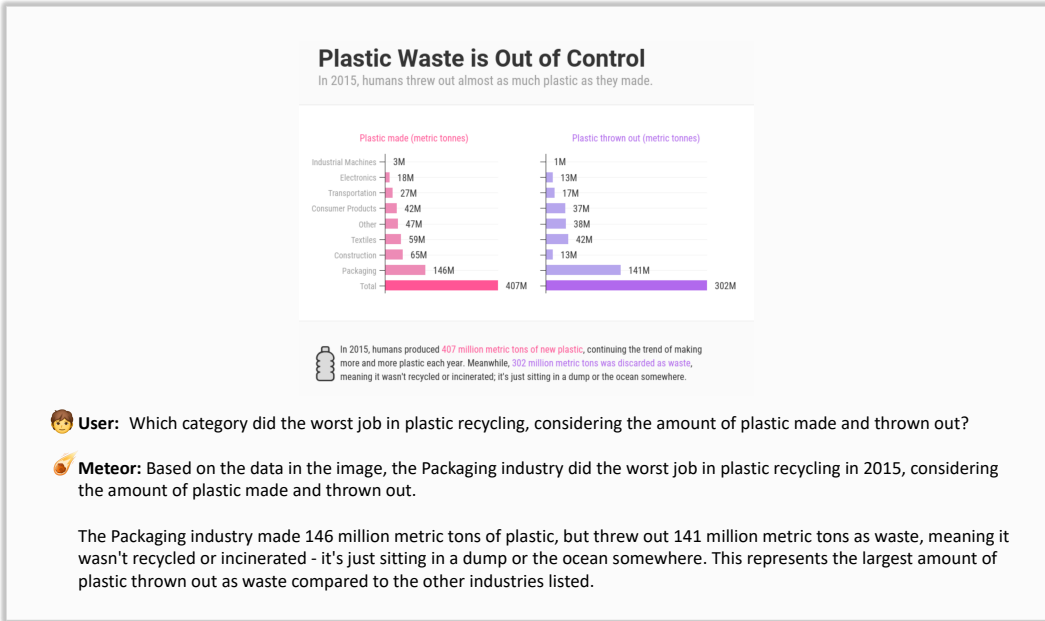 Plastic Waste is Out of Control
In 2015, humans threw out almost as much plastic as they made.
Plastic made (metric tonnes)
Plastic thrown out (metric tonnes)
Industrial Machines 3M 1M
Electronics 18M 13M
Transportation 27M 17M
Consumer Products 42M 37M
Other 47M 38M
Textiles 59M 42M
Construction 65M 13M
Packaging 146M 141M
Total 407M 302M
In 2015, humans produced 407 million metric tons of new plastic, continuing the trend of making
more and more plastic each year. Meanwhile, 302 million metric tons was discarded as waste,
meaning it wasn't recycled or incinerated; it's just sitting in a dump or the ocean somewhere.
User: Which category did the worst job in plastic recycling, considering the amount of plastic made and thrown out?
Meteor: Based on the data in the image, the Packaging industry did the worst job in plastic recycling in 2015, considering
the amount of plastic made and thrown out.
The Packaging industry made 146 million metric tons of plastic, but threw out 141 million metric tons as waste, meaning it
wasn't recycled or incinerated - it's just sitting in a dump or the ocean somewhere. This represents the largest amount of
plastic thrown out as waste compared to the other industries listed.